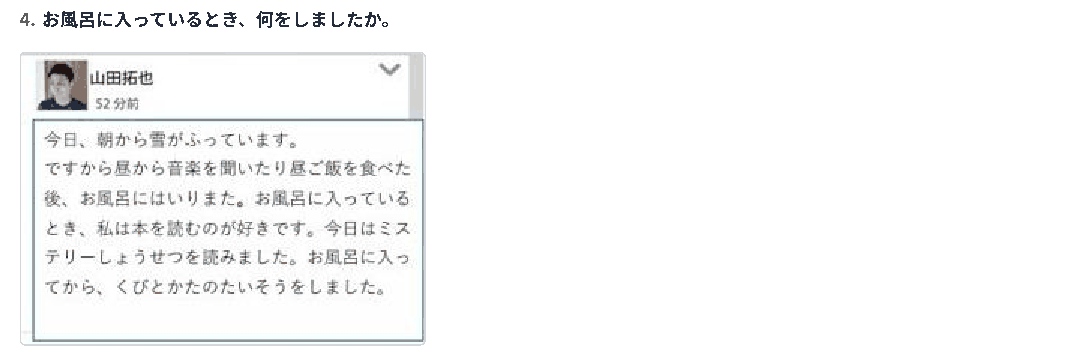 4. お風呂に入っているとき、何をしましたか。
山田拓也
52 分前
今日、朝から雪がふっています。
ですから昼から音楽を聞いたり昼ご飯を食べた
後、お風呂にはいりまた。お風呂に入っている
とき、私は本を読むのが好きです。今日はミス
テリーしょうせつを読みました。お風呂に入っ
てから、くびとかたのたいそうをしました。